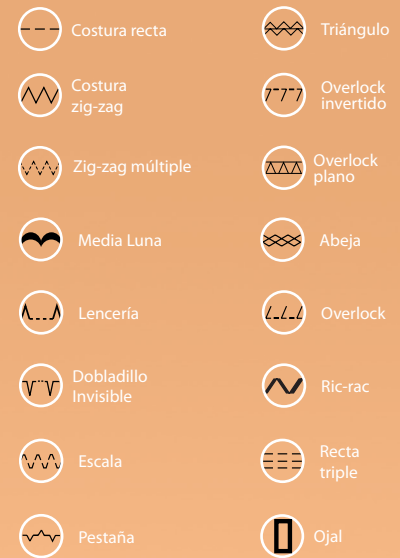 Costura recta
Costura
zig-zag
Zig-zag múltiple
Media Luna
Lencería
Dobladillo
Invisible
Escala
Pestaña
Triángulo
Overlock
invertido
Overlock
plano
Abeja
Overlock
Ric-rac
Recta
triple
Ojal